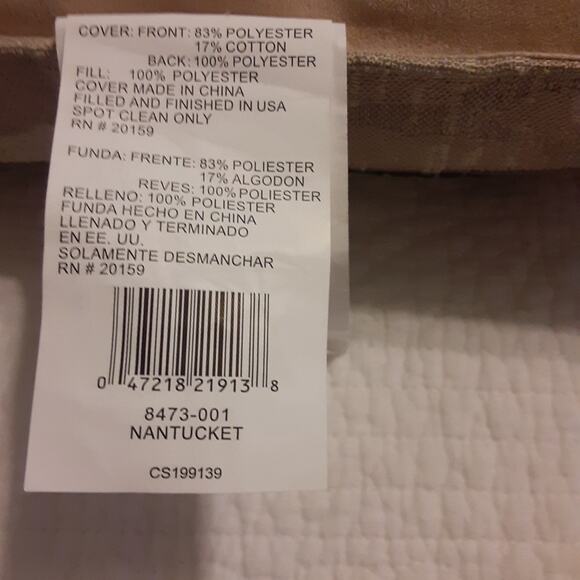 COVER: FRONT: 83% POLYESTER
17% COTTON
BACK: 100% POLYESTER
FILL: 100% POLYESTER
COVER MADE IN CHINA
FILLED AND FINISHED IN USA
SPOT CLEAN ONLY
RN # 20159
FUNDA: FRENTE: 83% POLIESTER
17% ALGODON
REVES: 100% POLIESTER
RELLENO: 100% POLIESTER
FUNDA HECHO EN CHINA
LLENADO Y TERMINADO
EN EE. UU.
SOLAMENTE DESMANCHAR
RN # 20159
0 47218 21913 8
8473-001
NANTUCKET
CS199139